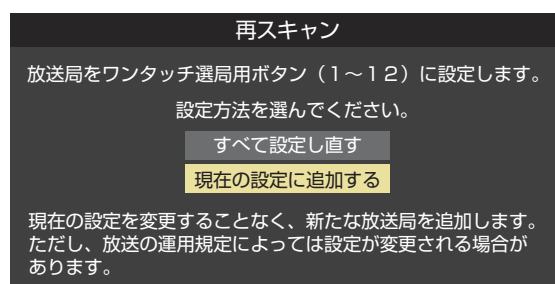 再スキャン
放送局をワンタッチ選局用ボタン（１～１２）に設定します。
設定方法を選んでください。
すべて設定し直す
現在の設定に追加する
現在の設定を変更することなく、新たな放送局を追加します。
ただし、放送の運用規定によっては設定が変更される場合が
あります。